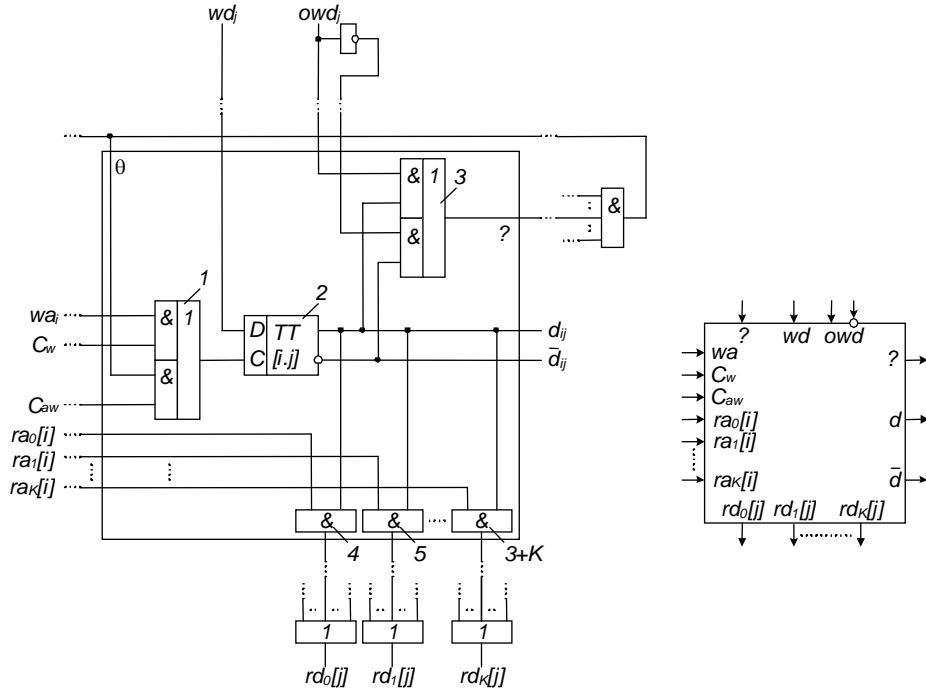 wdj owdj
θ
& 1 3
&
?
&
1
wai & 1
Cw
&
Caw
2
D TT
C [i.j]
dij
d̄ij
ra0[i]
ra1[i]
raK[i]
& & &
4 5 3+K
1 1 1
rd0[j] rd1[j] rdK[j]
? wd owd
wa ?
Cw
Caw
ra0[i] d
ra1[i]
raK[i] d̄
rd0[j] rd1[j] rdK[j]